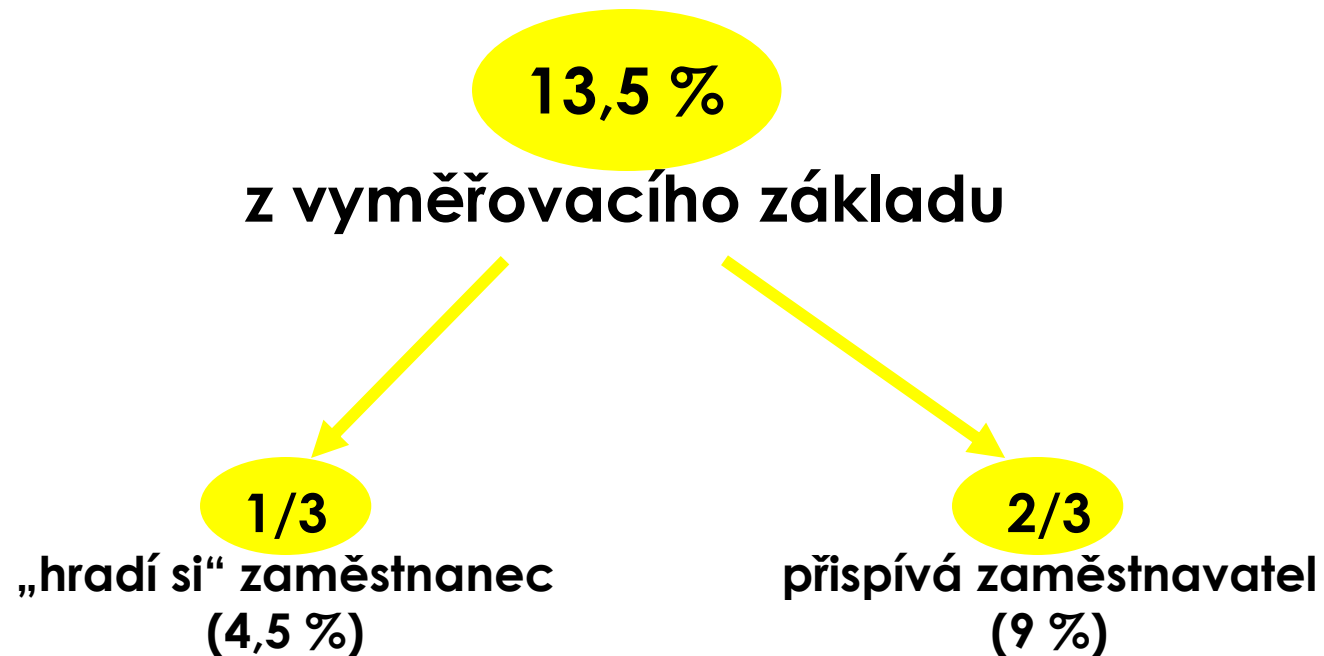 13,5 %
z vyměřovacího základu
1/3
„hradí si“ zaměstnanec
(4,5 %)
2/3
přispívá zaměstnavatel
(9 %)